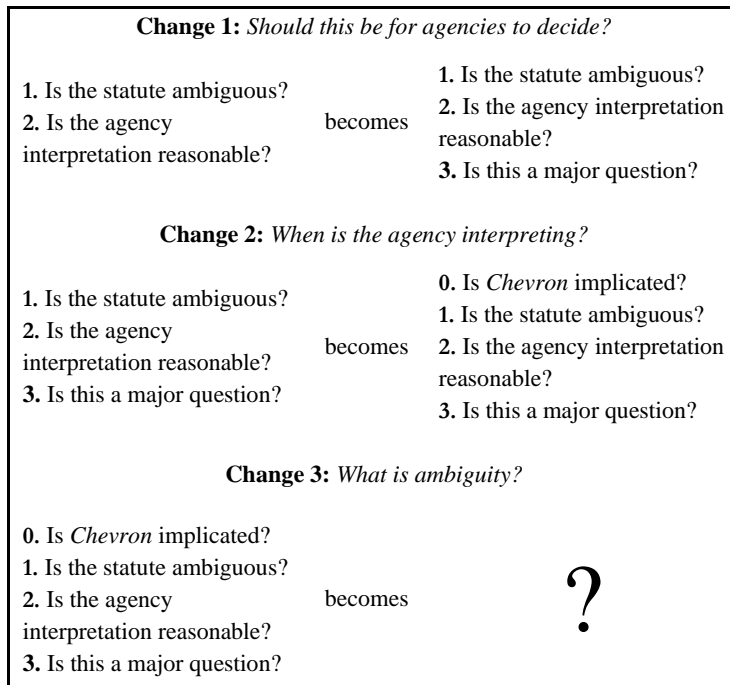 Change 1: Should this be for agencies to decide?
1. Is the statute ambiguous?
2. Is the agency
interpretation reasonable?
becomes
1. Is the statute ambiguous?
2. Is the agency interpretation
reasonable?
3. Is this a major question?
Change 2: When is the agency interpreting?
1. Is the statute ambiguous?
2. Is the agency
interpretation reasonable?
3. Is this a major question?
becomes
0. Is Chevron implicated?
1. Is the statute ambiguous?
2. Is the agency interpretation
reasonable?
3. Is this a major question?
Change 3: What is ambiguity?
0. Is Chevron implicated?
1. Is the statute ambiguous?
2. Is the agency
interpretation reasonable?
3. Is this a major question?
becomes
?